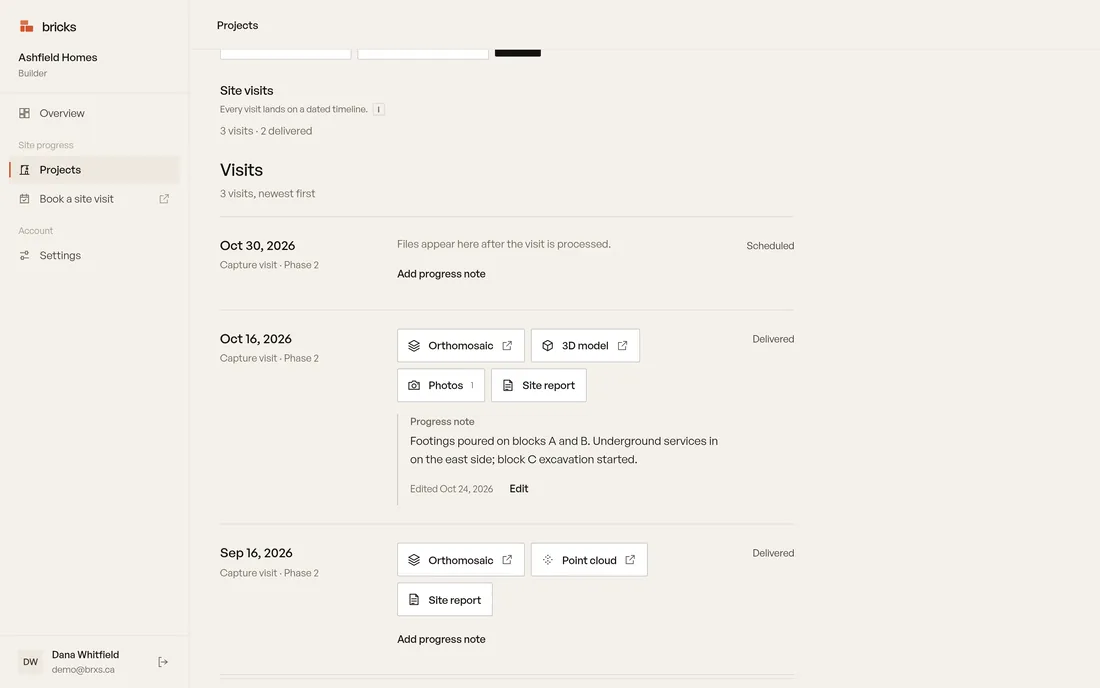 bricks
Ashfield Homes
Builder
Overview
Site progress
Projects
Book a site visit
Account
Settings
DW
Dana Whitfield
demo@brxs.ca
Projects
Site visits
Every visit lands on a dated timeline. i
3 visits · 2 delivered
Visits
3 visits, newest first
Oct 30, 2026
Capture visit · Phase 2
Files appear here after the visit is processed.
Add progress note
Scheduled
Oct 16, 2026
Capture visit · Phase 2
Orthomosaic
3D model
Photos 1
Site report
Progress note
Footings poured on blocks A and B. Underground services in
on the east side; block C excavation started.
Edited Oct 24, 2026 Edit
Delivered
Sep 16, 2026
Capture visit · Phase 2
Orthomosaic
Point cloud
Site report
Add progress note
Delivered